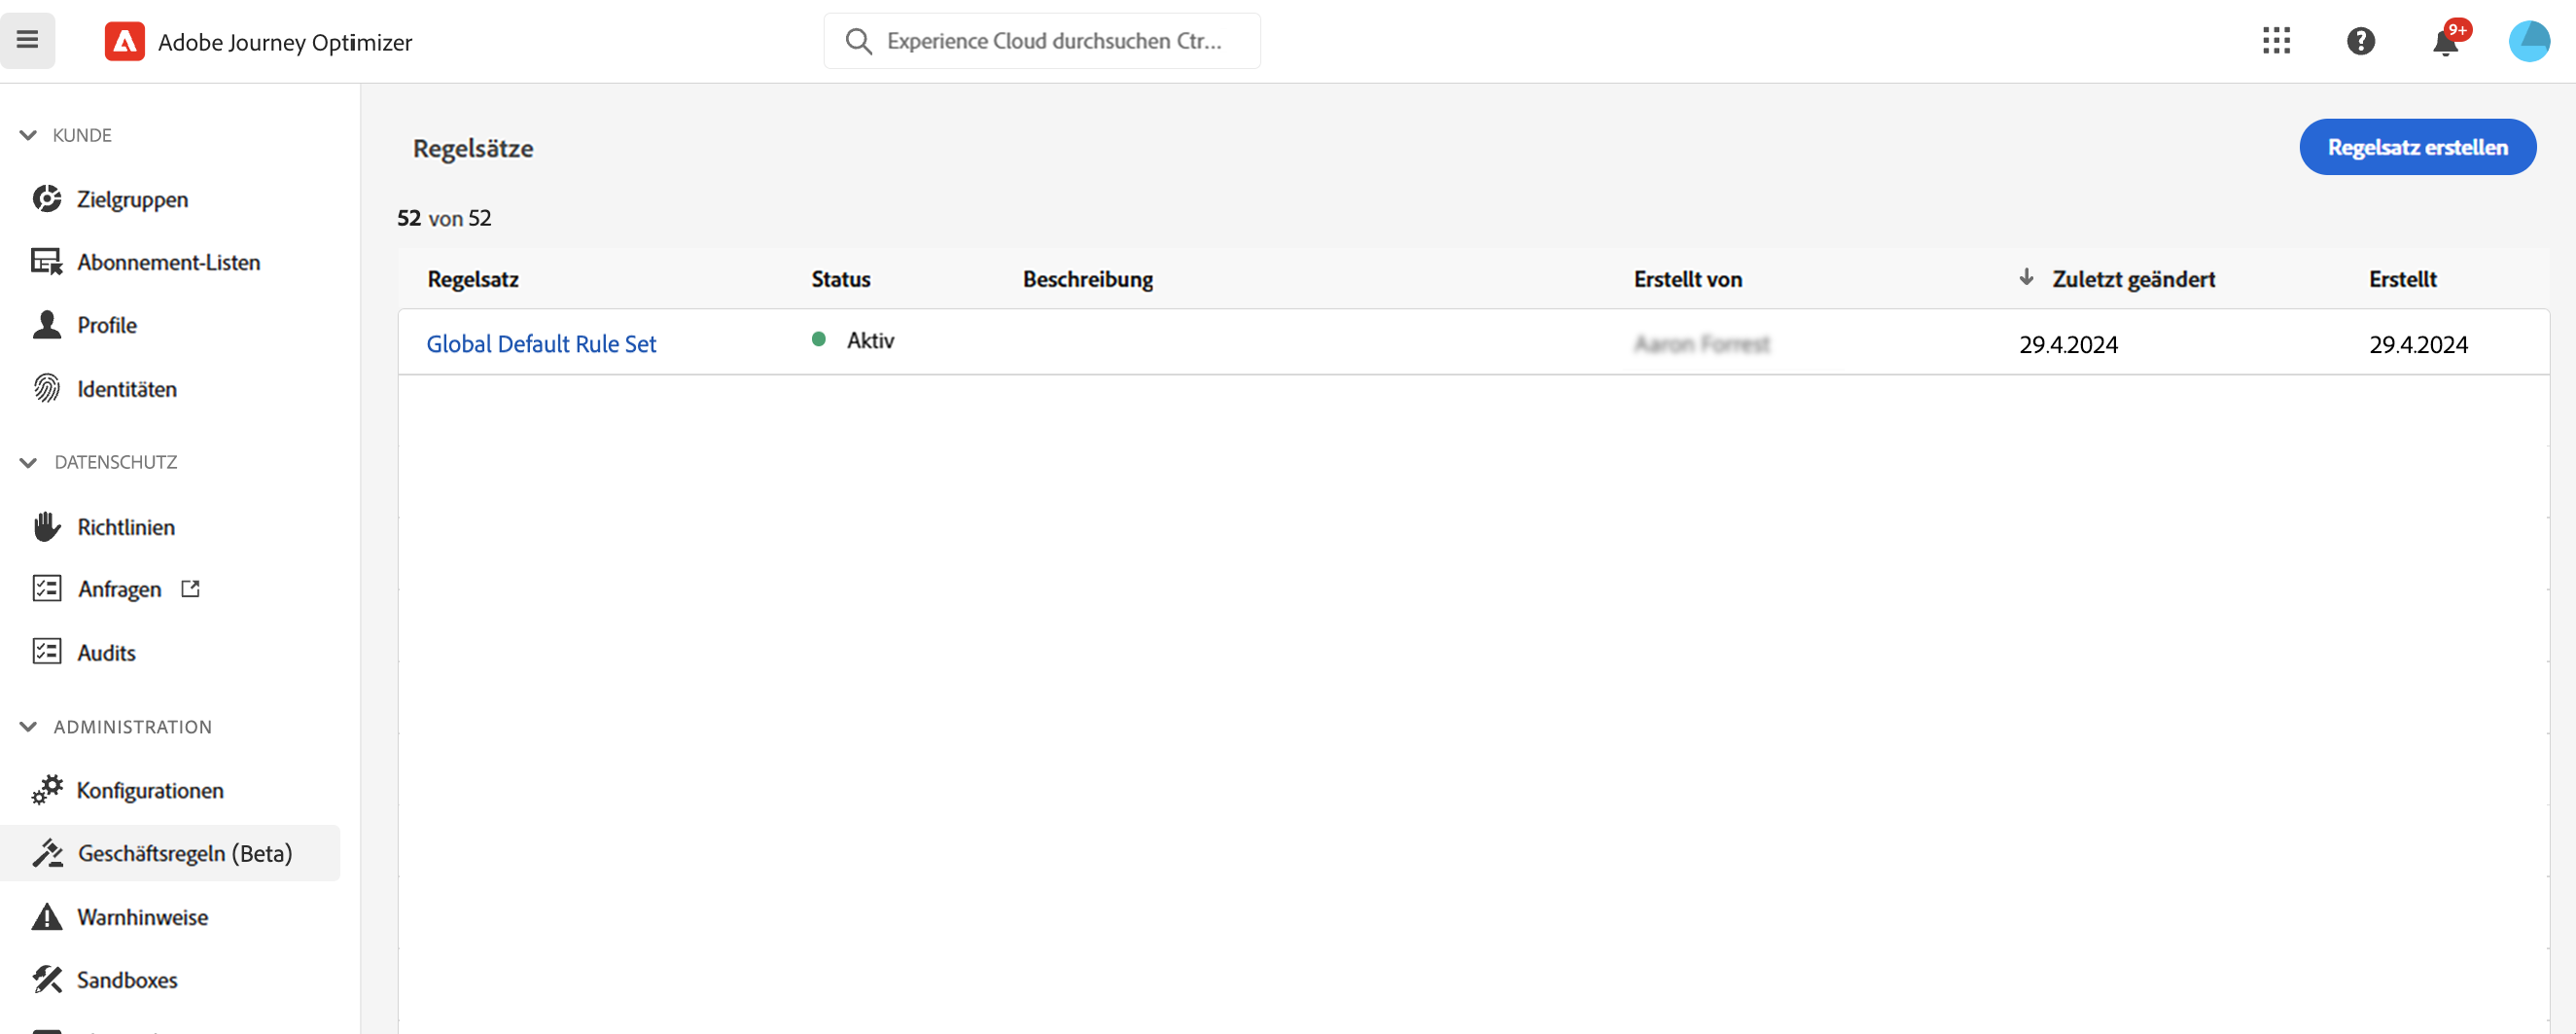 Adobe Journey Optimizer
Experience Cloud durchsuchen Ctr...
9+
KUNDE
Zielgruppen
Abonnement-Listen
Profile
Identitäten
DATENSCHUTZ
Richtlinien
Anfragen
Audits
ADMINISTRATION
Konfigurationen
Geschäftsregeln (Beta)
Warnhinweise
Sandboxes
Regelsätze
Regelsatz erstellen
52 von 52
Regelsatz Status Beschreibung Erstellt von Zuletzt geändert Erstellt
Global Default Rule Set Aktiv 29.4.2024 29.4.2024